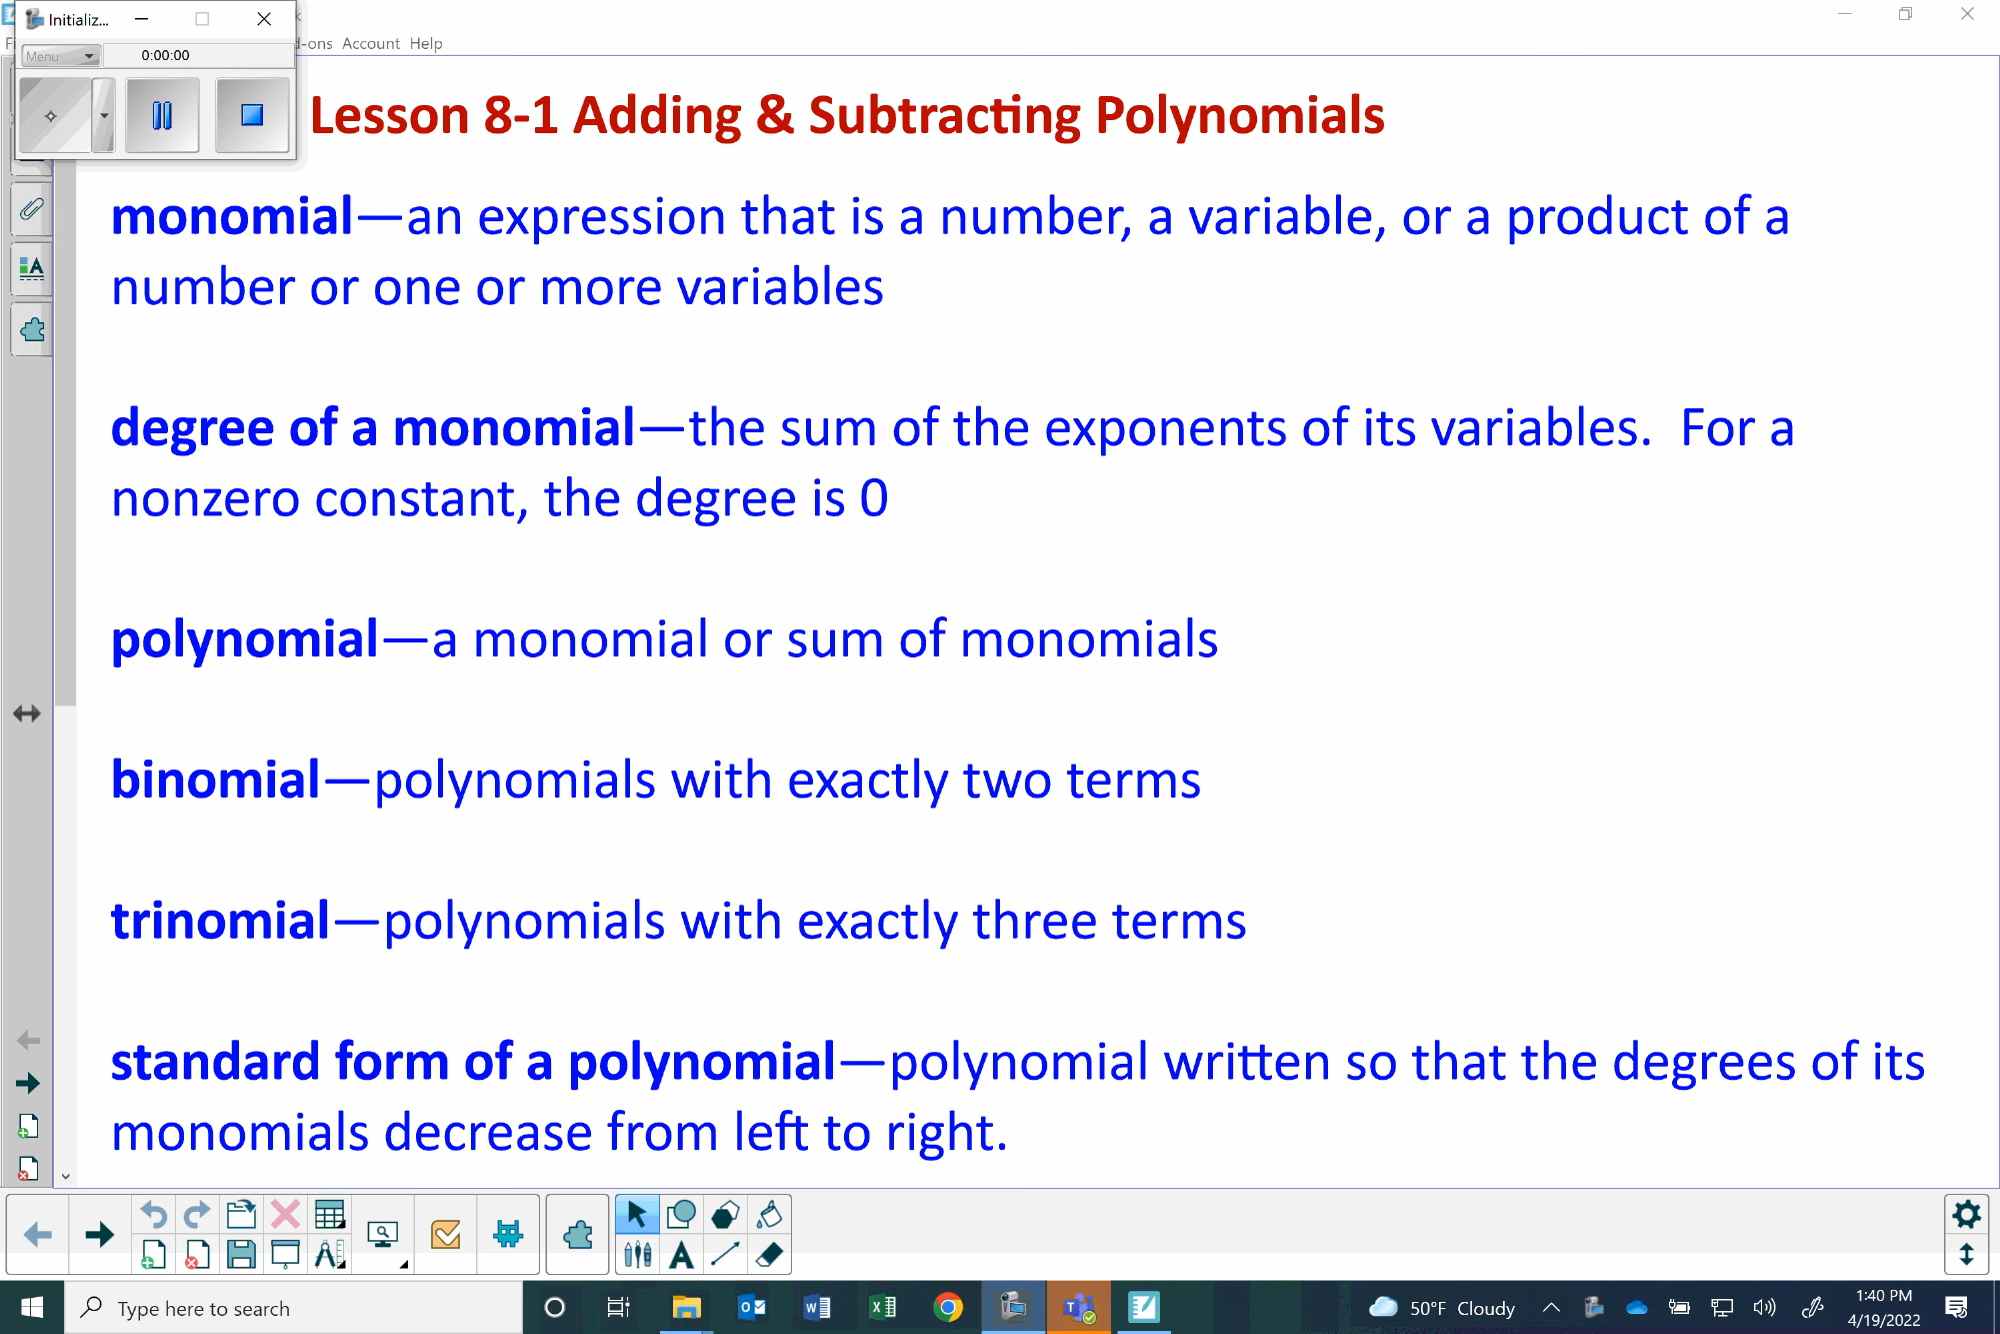 Initializ...
Menu
0:00:00
d-ons Account Help
Lesson 8-1 Adding & Subtracting Polynomials
monomial—an expression that is a number, a variable, or a product of a
number or one or more variables
degree of a monomial—the sum of the exponents of its variables.  For a
nonzero constant, the degree is 0
polynomial—a monomial or sum of monomials
binomial—polynomials with exactly two terms
trinomial—polynomials with exactly three terms
standard form of a polynomial—polynomial written so that the degrees of its
monomials decrease from left to right.
Type here to search
50°F Cloudy
1:40 PM
4/19/2022